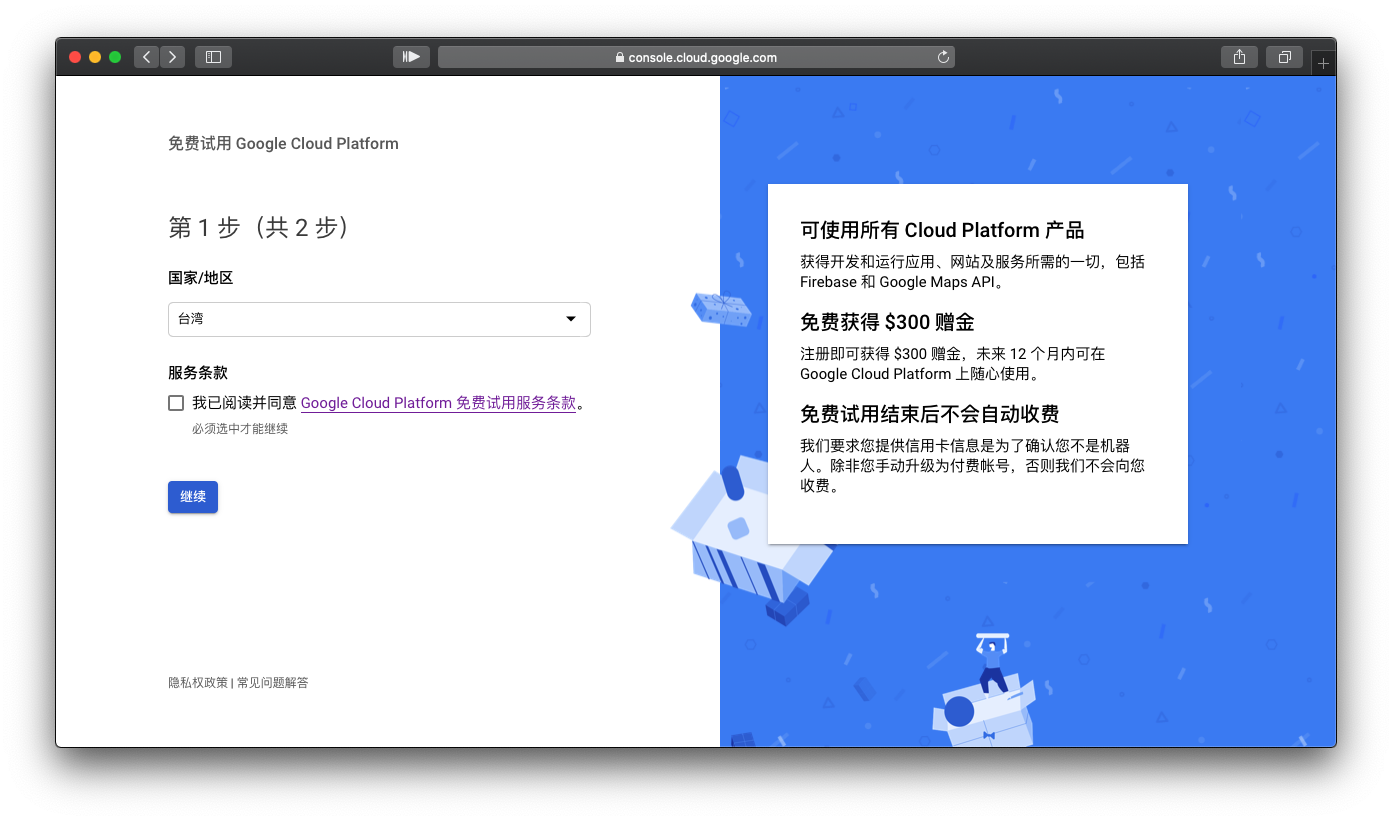 console.cloud.google.com
免费试用 Google Cloud Platform
第 1 步（共 2 步）
国家/地区
台湾
服务条款
我已阅读并同意 Google Cloud Platform 免费试用服务条款。
必须选中才能继续
继续
隐私权政策 | 常见问题解答
可使用所有 Cloud Platform 产品
获得开发和运行应用、网站及服务所需的一切，包括
Firebase 和 Google Maps API。
免费获得 $300 赠金
注册即可获得 $300 赠金，未来 12 个月内可在
Google Cloud Platform 上随心使用。
免费试用结束后不会自动收费
我们要求您提供信用卡信息是为了确认您不是机器
人。除非您手动升级为付费帐号，否则我们不会向您
收费。